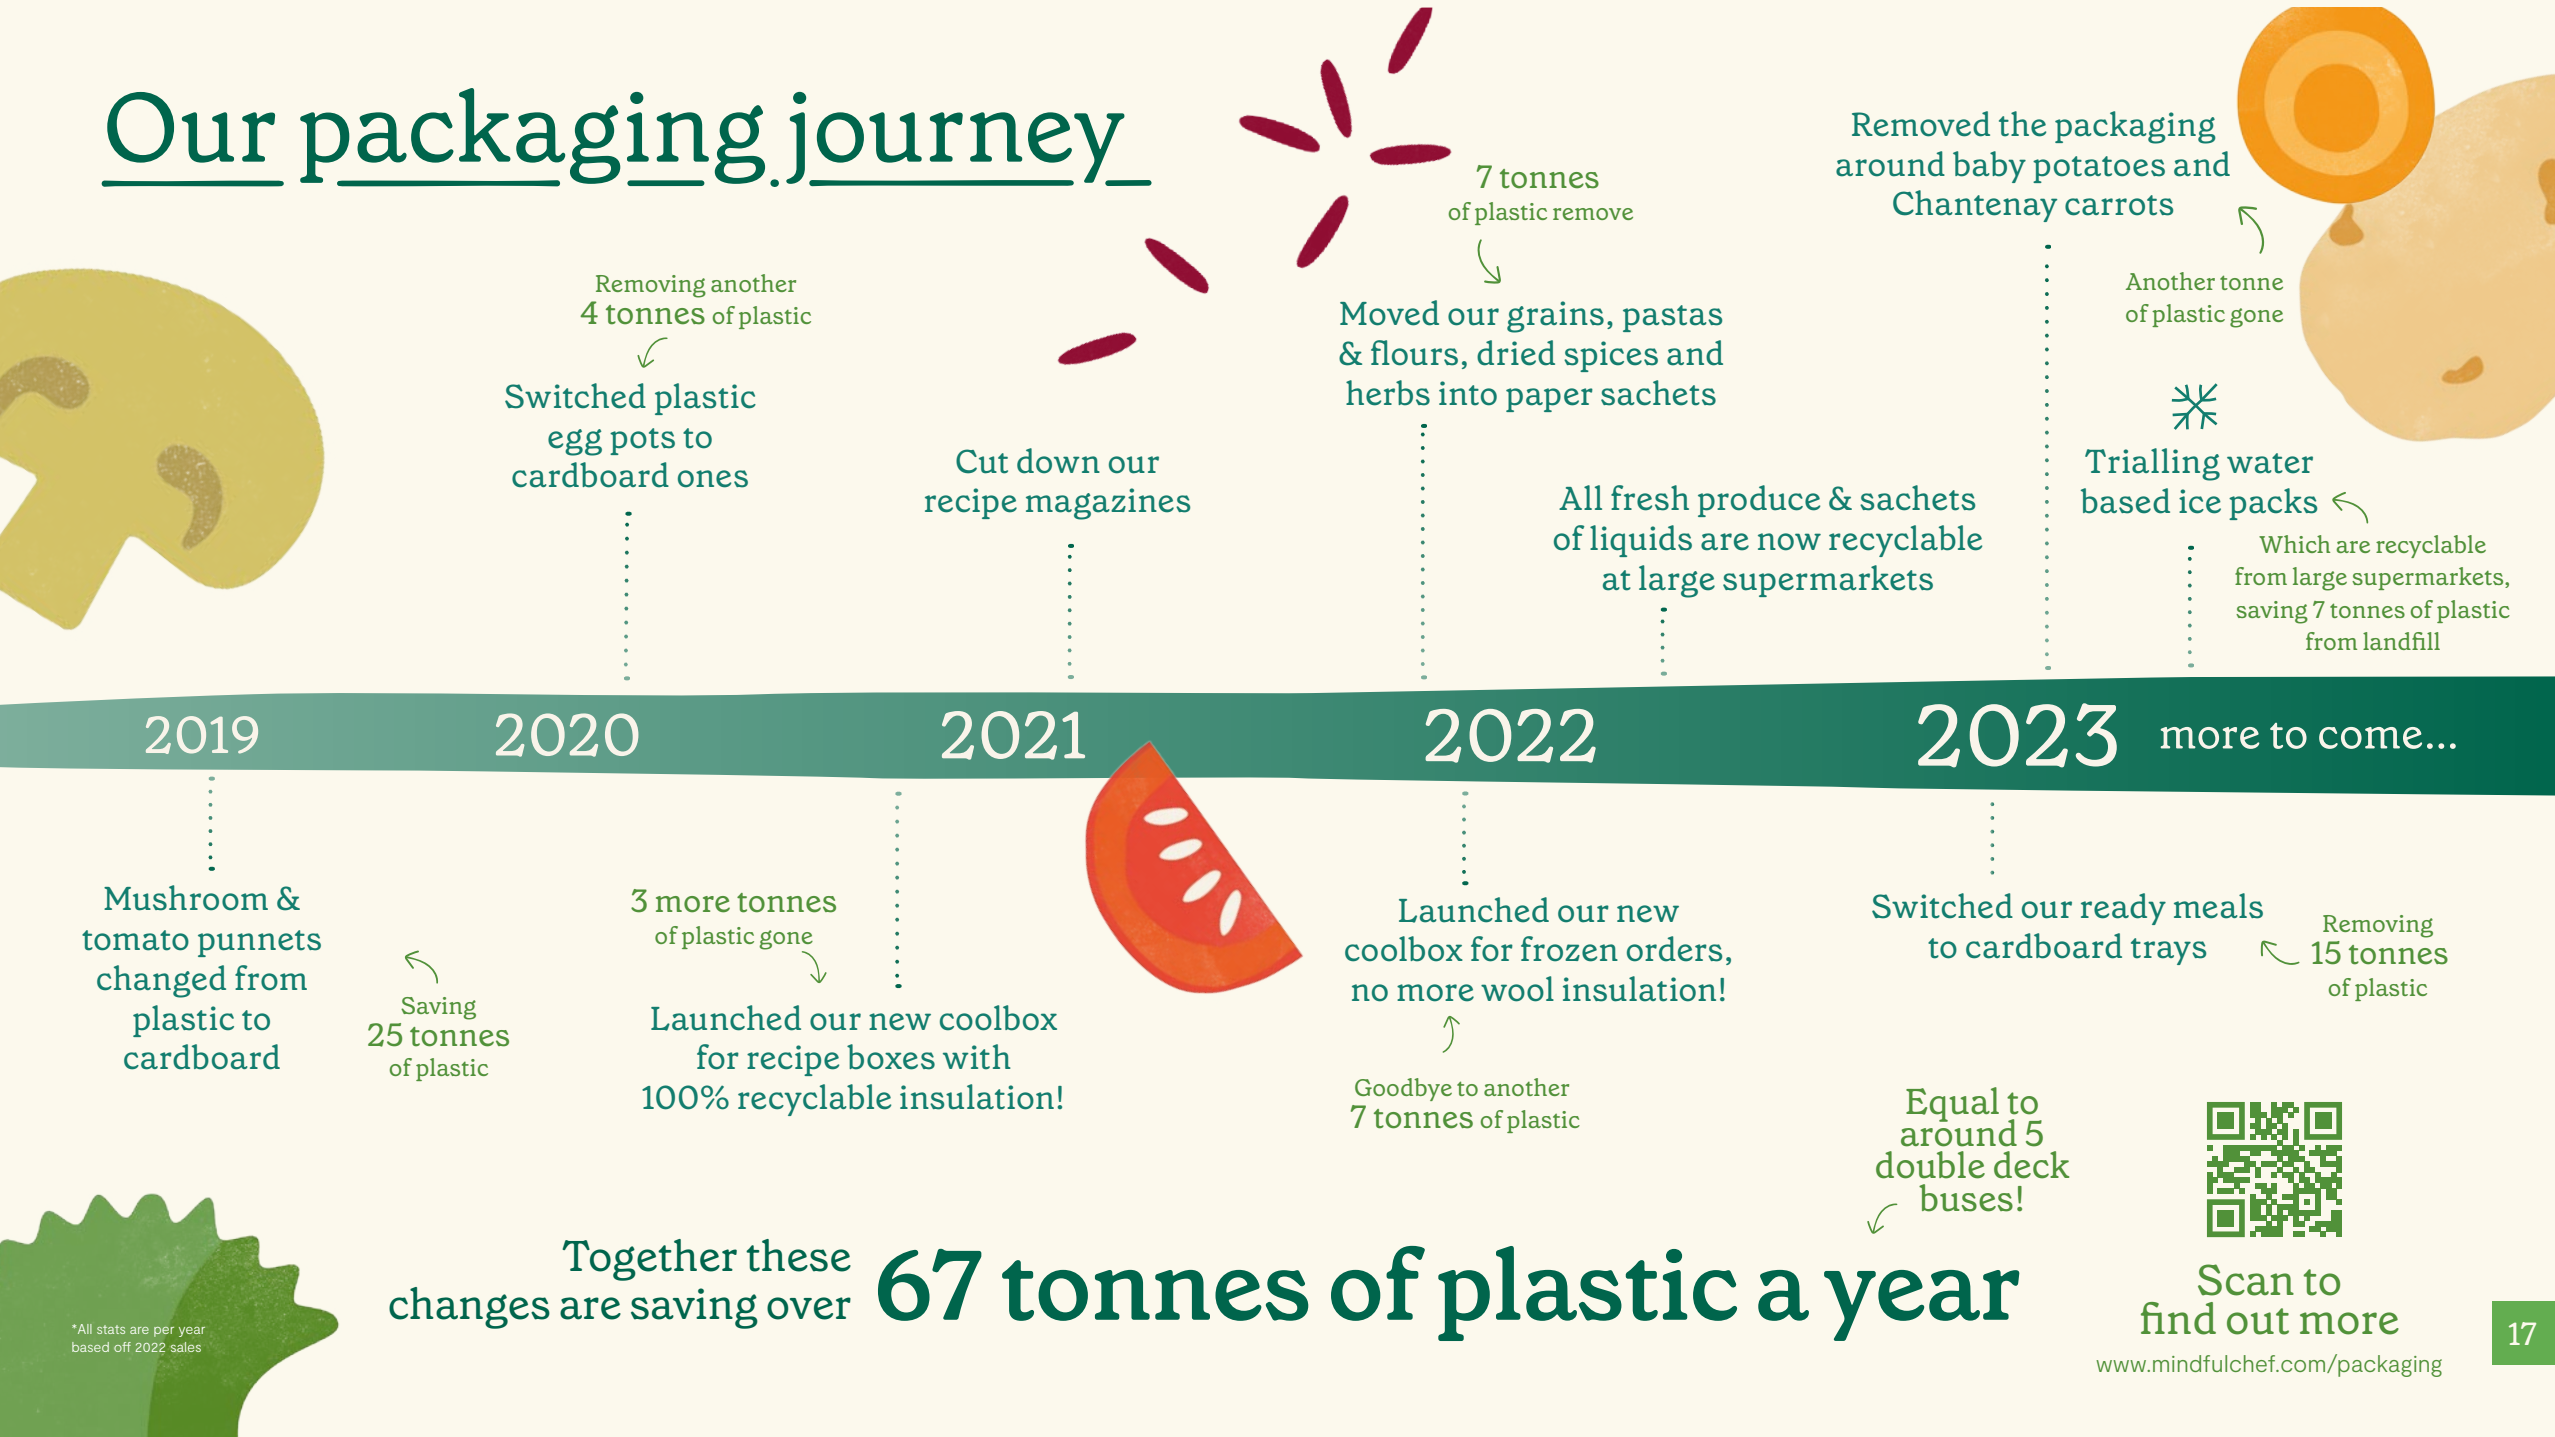 Our packaging journey
Removing another
4 tonnes of plastic
Switched plastic
egg pots to
cardboard ones
Cut down our
recipe magazines
7 tonnes
of plastic remove
Moved our grains, pastas
& flours, dried spices and
herbs into paper sachets
All fresh produce & sachets
of liquids are now recyclable
at large supermarkets
Removed the packaging
around baby potatoes and
Chantenay carrots
Another tonne
of plastic gone
Trialling water
based ice packs
Which are recyclable
from large supermarkets,
saving 7 tonnes of plastic
from landfill
2019
2020
2021
2022
2023
more to come...
Mushroom &
tomato punnets
changed from
plastic to
cardboard
Saving
25 tonnes
of plastic
3 more tonnes
of plastic gone
Launched our new coolbox
for recipe boxes with
100% recyclable insulation!
Launched our new
coolbox for frozen orders,
no more wool insulation!
Goodbye to another
7 tonnes of plastic
Switched our ready meals
to cardboard trays
Removing
15 tonnes
of plastic
Equal to
around 5
double deck
buses!
Together these
changes are saving over
67 tonnes of plastic a year
Scan to
find out more
www.mindfulchef.com/packaging
*All stats are per year
based off 2022 sales
17